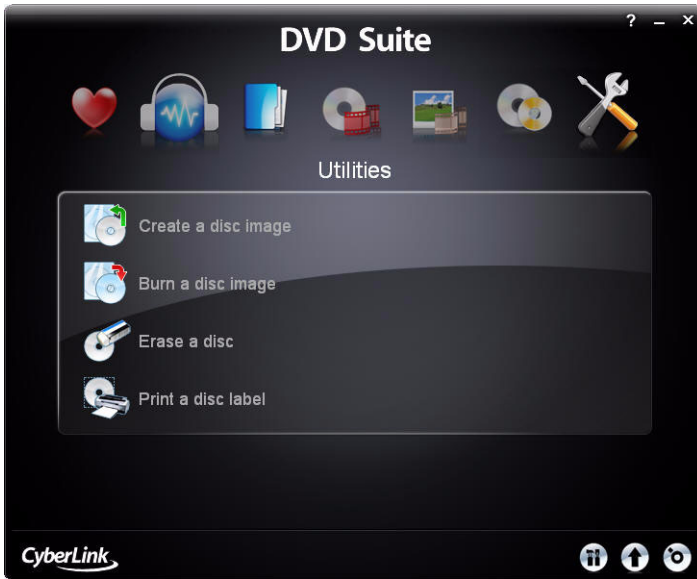 DVD Suite
?
Utilities
Create a disc image
Burn a disc image
Erase a disc
Print a disc label
CyberLink